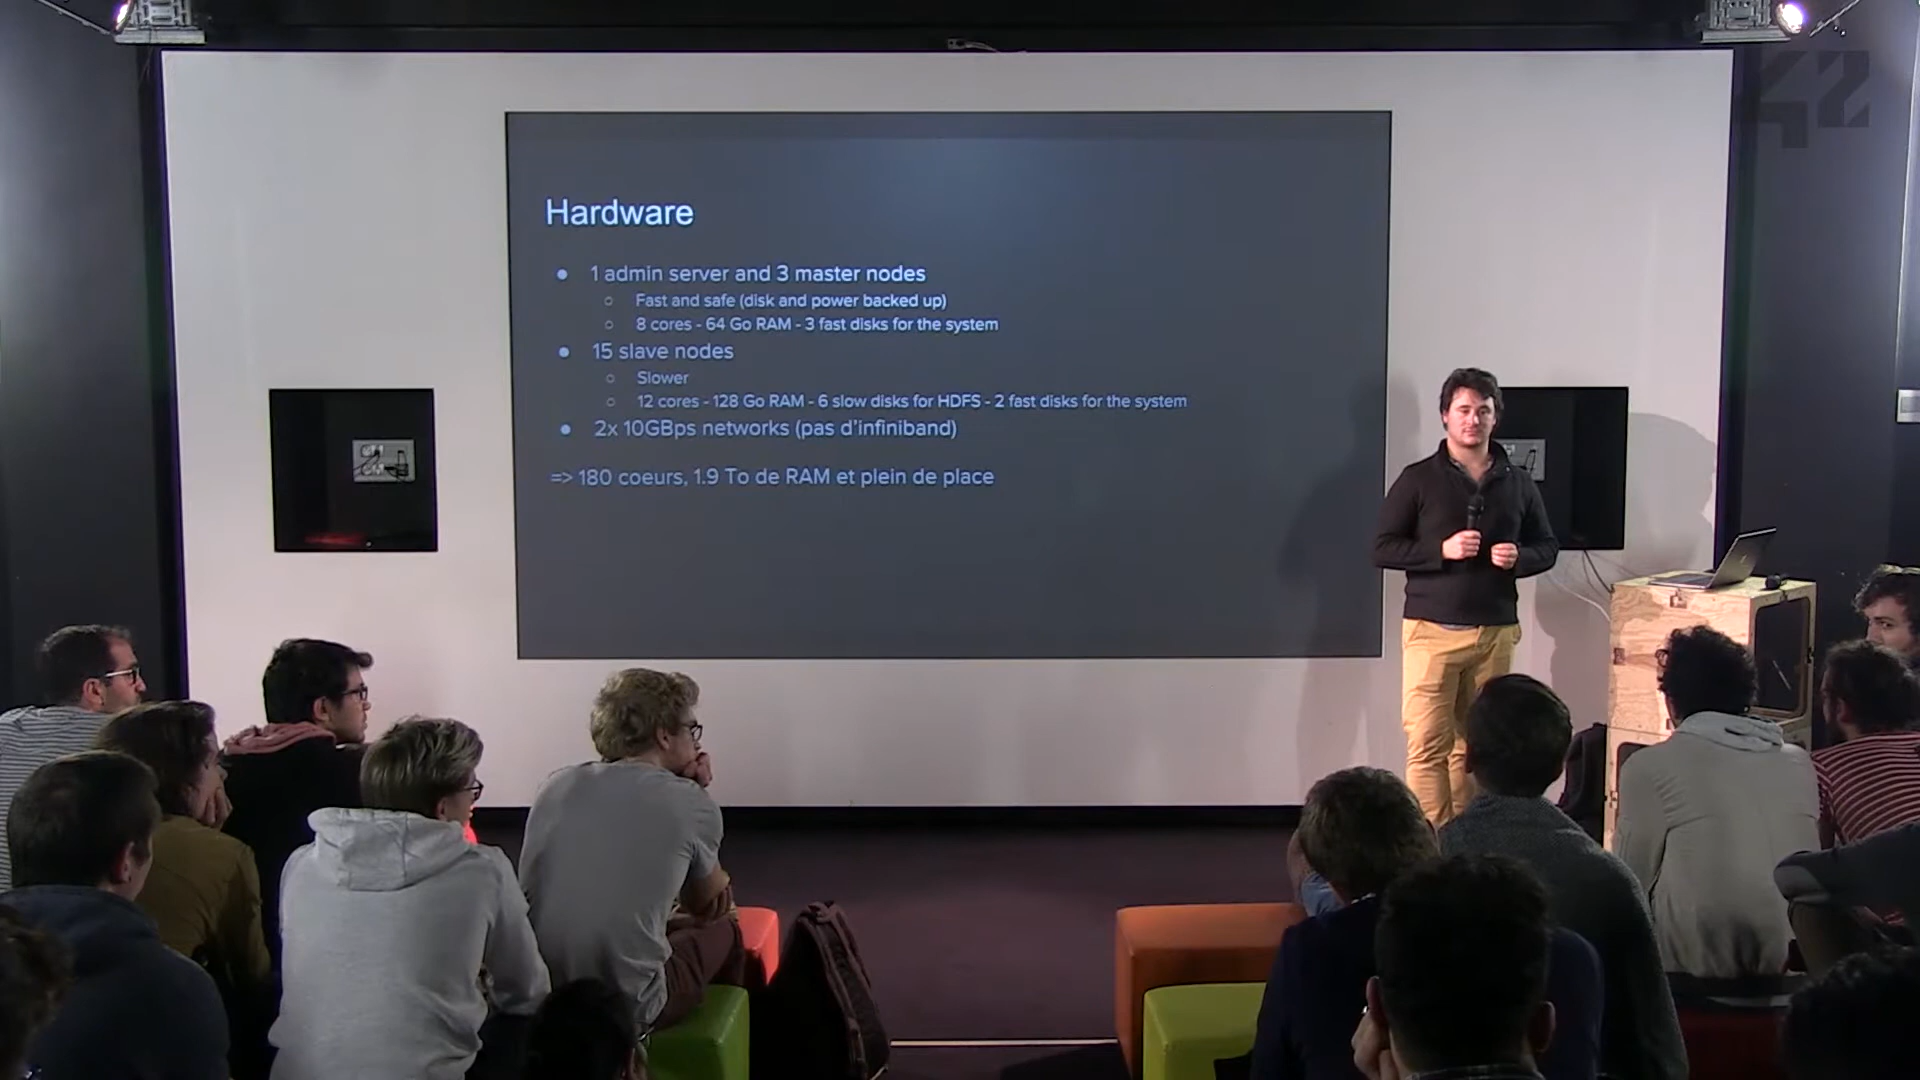 42
Hardware
● 1 admin server and 3 master nodes
○ Fast and safe (disk and power backed up)
○ 8 cores - 64 Go RAM - 3 fast disks for the system
● 15 slave nodes
○ Slower
○ 12 cores - 128 Go RAM - 6 slow disks for HDFS - 2 fast disks for the system
● 2x 10GBps networks (pas d'infiniband)
=> 180 coeurs, 1.9 To de RAM et plein de place